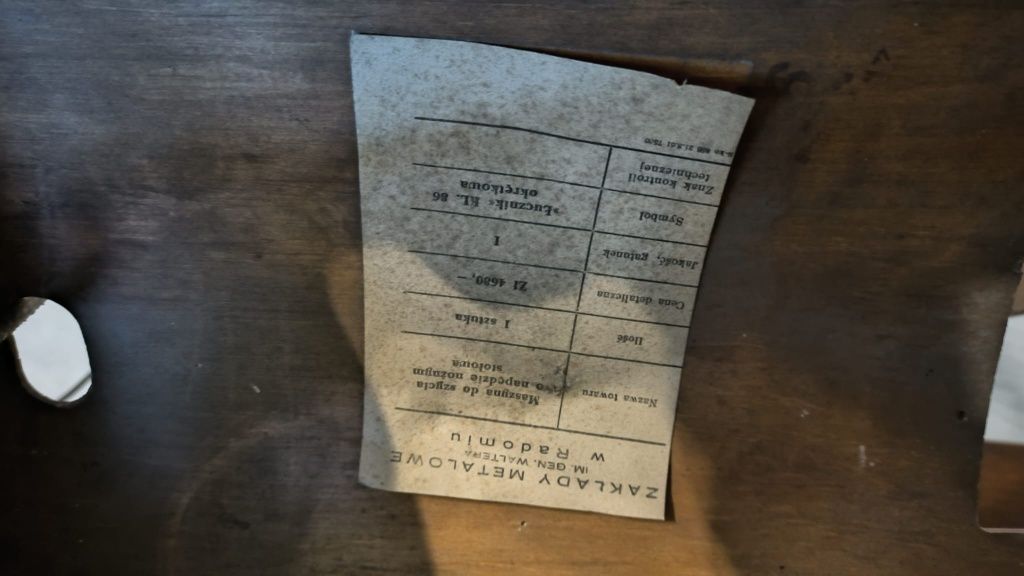 ZAKŁADY METALOWE
IM. GEN. WALTERA
w Radomiu
Nazwa towaru
Maszyna do szycia
o napędzie nożnym
stołowa
Ilość
1 sztuka
Cena detaliczna
Zł 4680,—
Jakość, gatunek
I
Symbol
»Łucznik« KL. 86
okrętkowa
Znak kontroli
technicznej